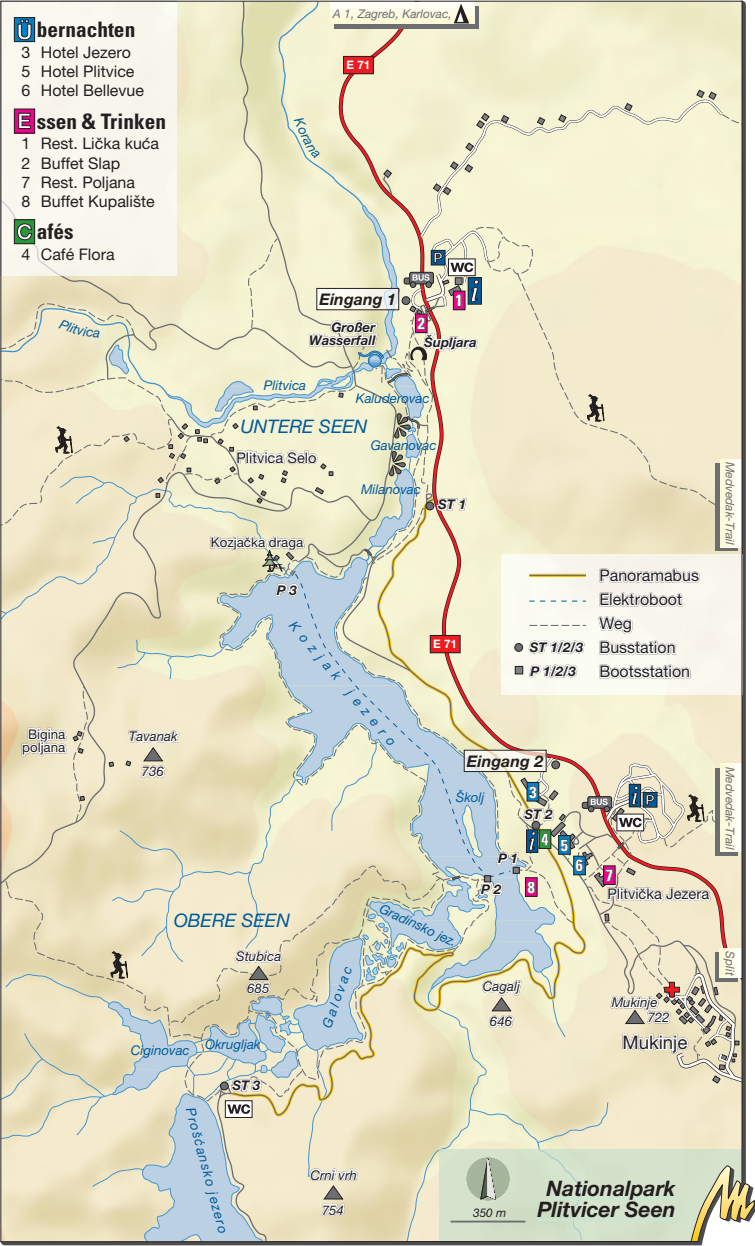 A 1, Zagreb, Karlovac,
Übernachten
3 Hotel Jezero
5 Hotel Plitvice
6 Hotel Bellevue
Essen & Trinken
1 Rest. Lička kuća
2 Buffet Slap
7 Rest. Poljana
8 Buffet Kupalište
Cafés
4 Café Flora
E 71
Korana
P
WC
BUS
i
Eingang 1
1
2
Großer
Wasserfall
Šupljara
Plitvica
Plitvica
Kaluderovac
UNTERE SEEN
Gavanovac
Plitvica Selo
Milanovac
ST 1
Medvedak-Trail
Kozjačka draga
P 3
Panoramabus
Elektroboot
Weg
ST 1/2/3 Busstation
P 1/2/3 Bootsstation
Kozjak jezero
E 71
Bigina
poljana
Tavanak
736
Eingang 2
3
Školj
BUS
i
P
WC
Medvedak-Trail
ST 2
i
4
5
6
P 1
P 2
8
7
Plitvička Jezera
OBERE SEEN
Gradinsko jez.
Stubica
685
Galovac
Cagalj
646
Split
Mukinje
722
Mukinje
Ciginovac
Okrugljak
ST 3
WC
Prošćansko jezero
Crni vrh
754
350 m
Nationalpark
Plitvicer Seen